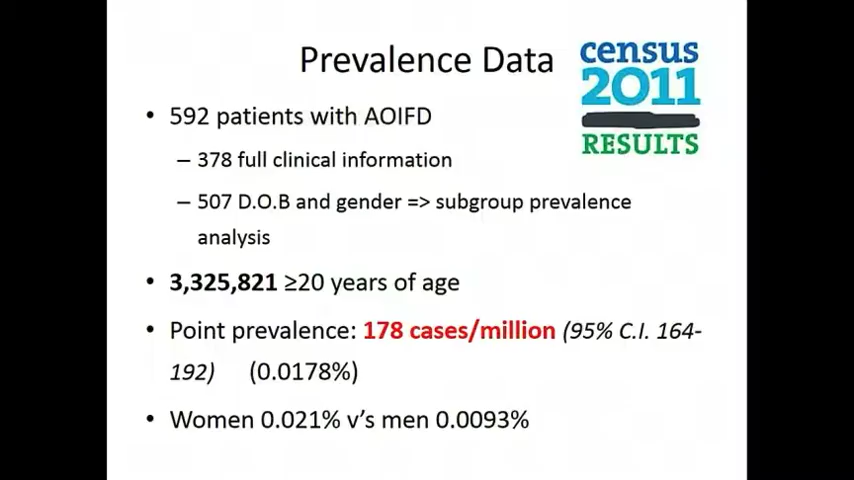 Prevalence Data
census
2011
RESULTS
• 592 patients with AOIFD
– 378 full clinical information
– 507 D.O.B and gender => subgroup prevalence
analysis
• 3,325,821 ≥20 years of age
• Point prevalence: 178 cases/million (95% C.I. 164-
192) (0.0178%)
• Women 0.021% v’s men 0.0093%